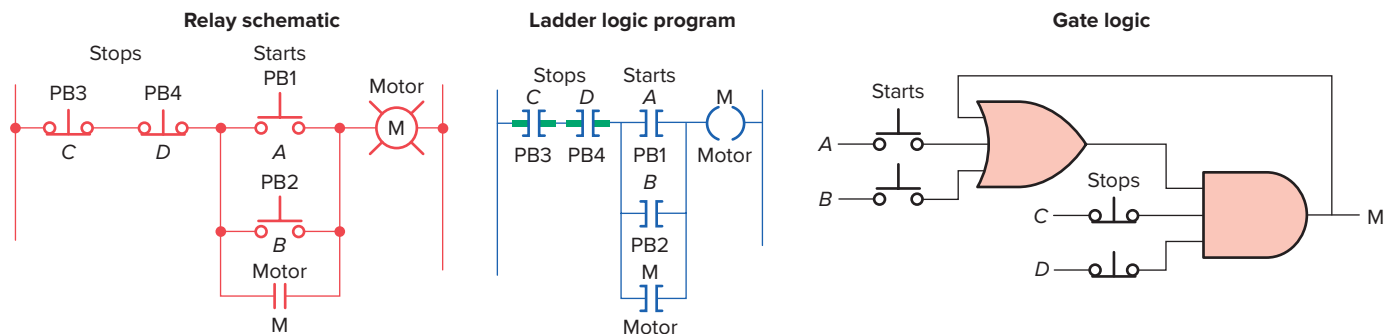 Relay schematic
Stops
Starts
PB3
PB4
PB1
Motor
M
C
D
A
PB2
B
Motor
M
Ladder logic program
Stops
Starts
C
D
A
M
PB3
PB4
PB1
Motor
B
PB2
M
Motor
Gate logic
Starts
A
B
Stops
C
D
M